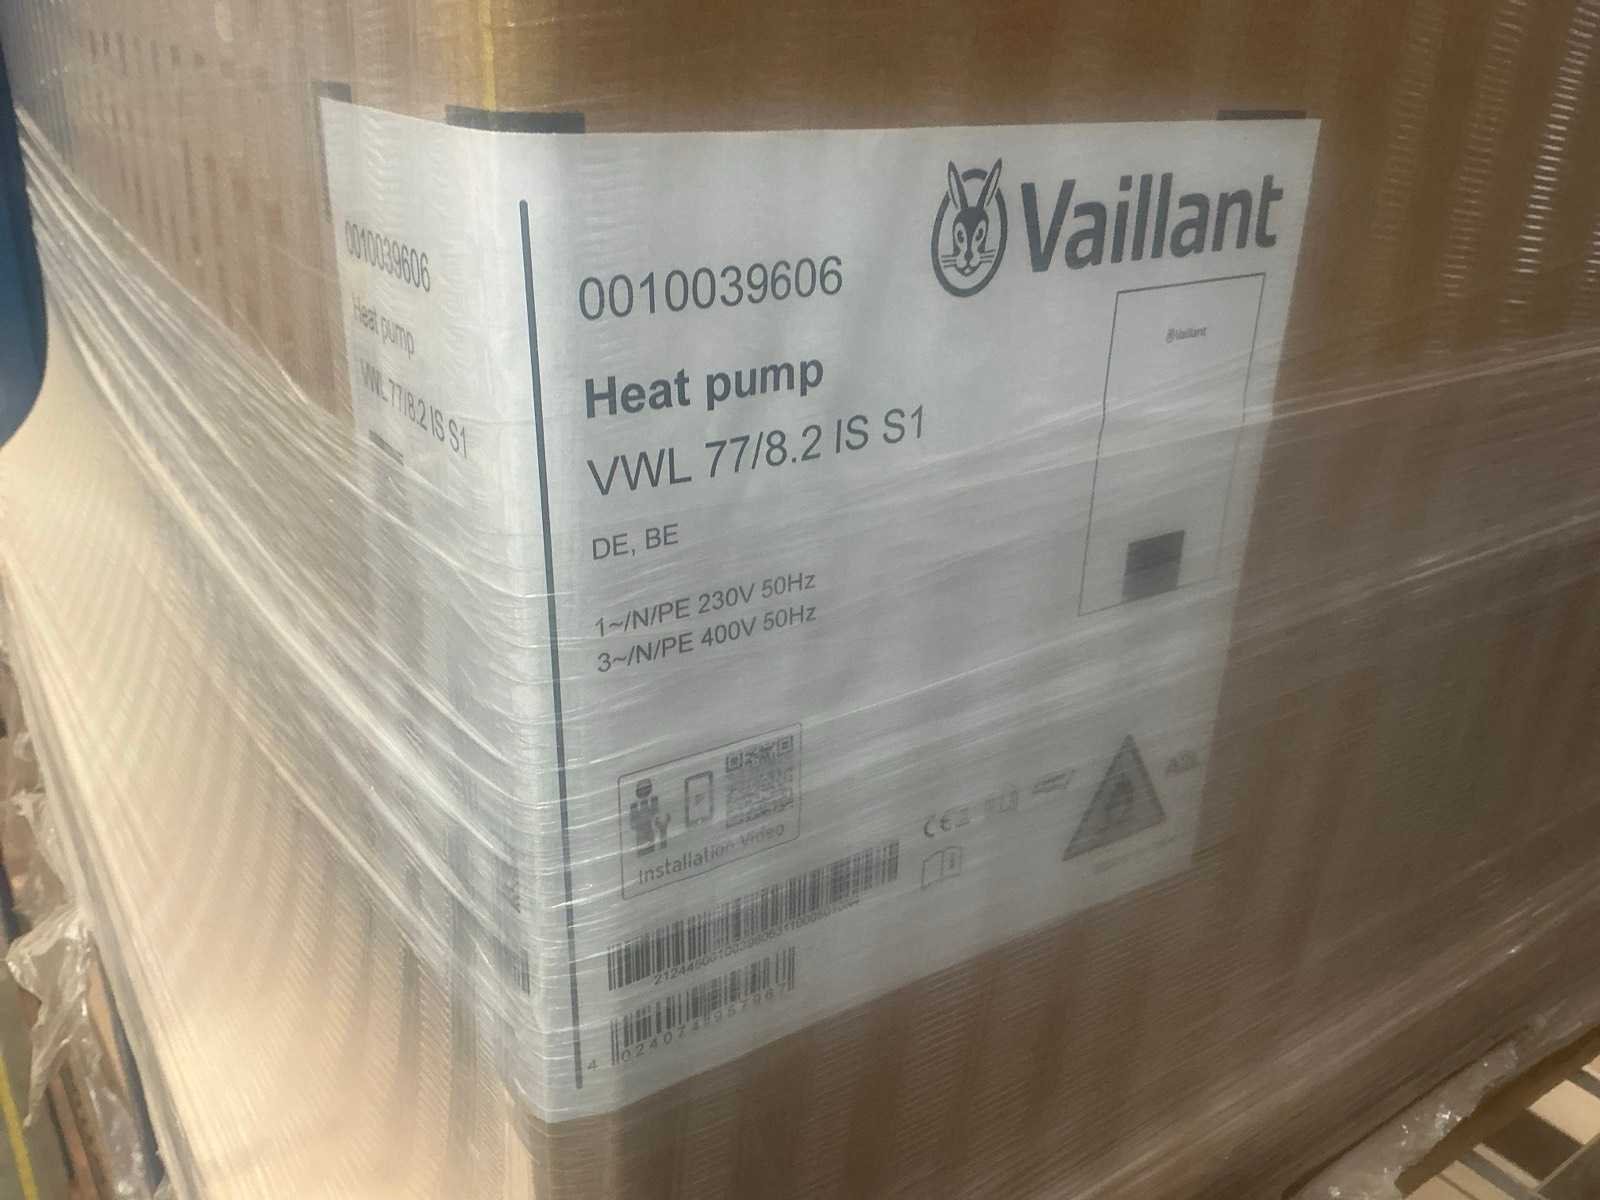 0010039606
Heat pump
VWL 77/8.2 IS S1
Vaillant
0010039606
Heat pump
VWL 77/8.2 IS S1
DE, BE
1~/N/PE 230V 50Hz
3~/N/PE 400V 50Hz
Vaillant
Installation Video
CE